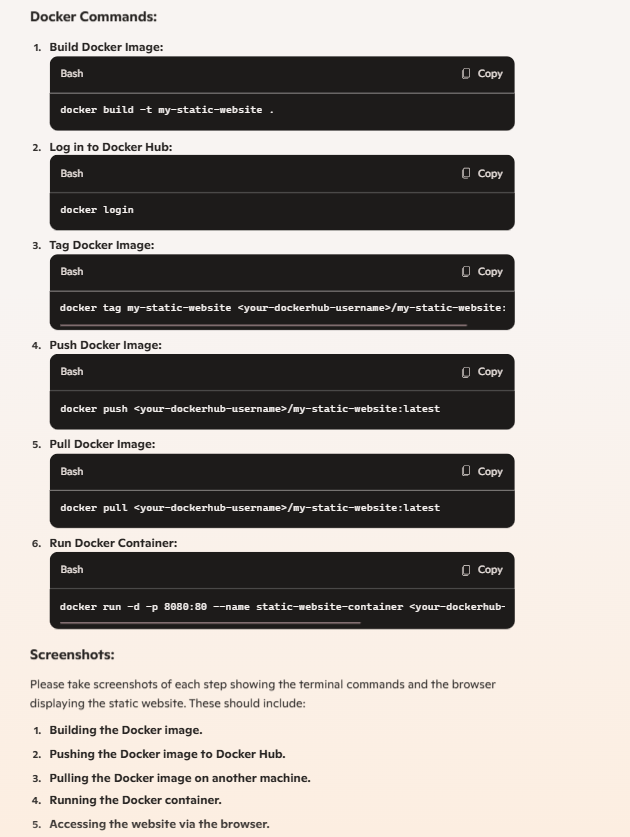 Docker Commands:
1. Build Docker Image:
Bash Copy
docker build -t my-static-website .
2. Log in to Docker Hub:
Bash Copy
docker login
3. Tag Docker Image:
Bash Copy
docker tag my-static-website <your-dockerhub-username>/my-static-website:
4. Push Docker Image:
Bash Copy
docker push <your-dockerhub-username>/my-static-website:latest
5. Pull Docker Image:
Bash Copy
docker pull <your-dockerhub-username>/my-static-website:latest
6. Run Docker Container:
Bash Copy
docker run -d -p 8080:80 --name static-website-container <your-dockerhub-
Screenshots:
Please take screenshots of each step showing the terminal commands and the browser
displaying the static website. These should include:
1. Building the Docker image.
2. Pushing the Docker image to Docker Hub.
3. Pulling the Docker image on another machine.
4. Running the Docker container.
5. Accessing the website via the browser.